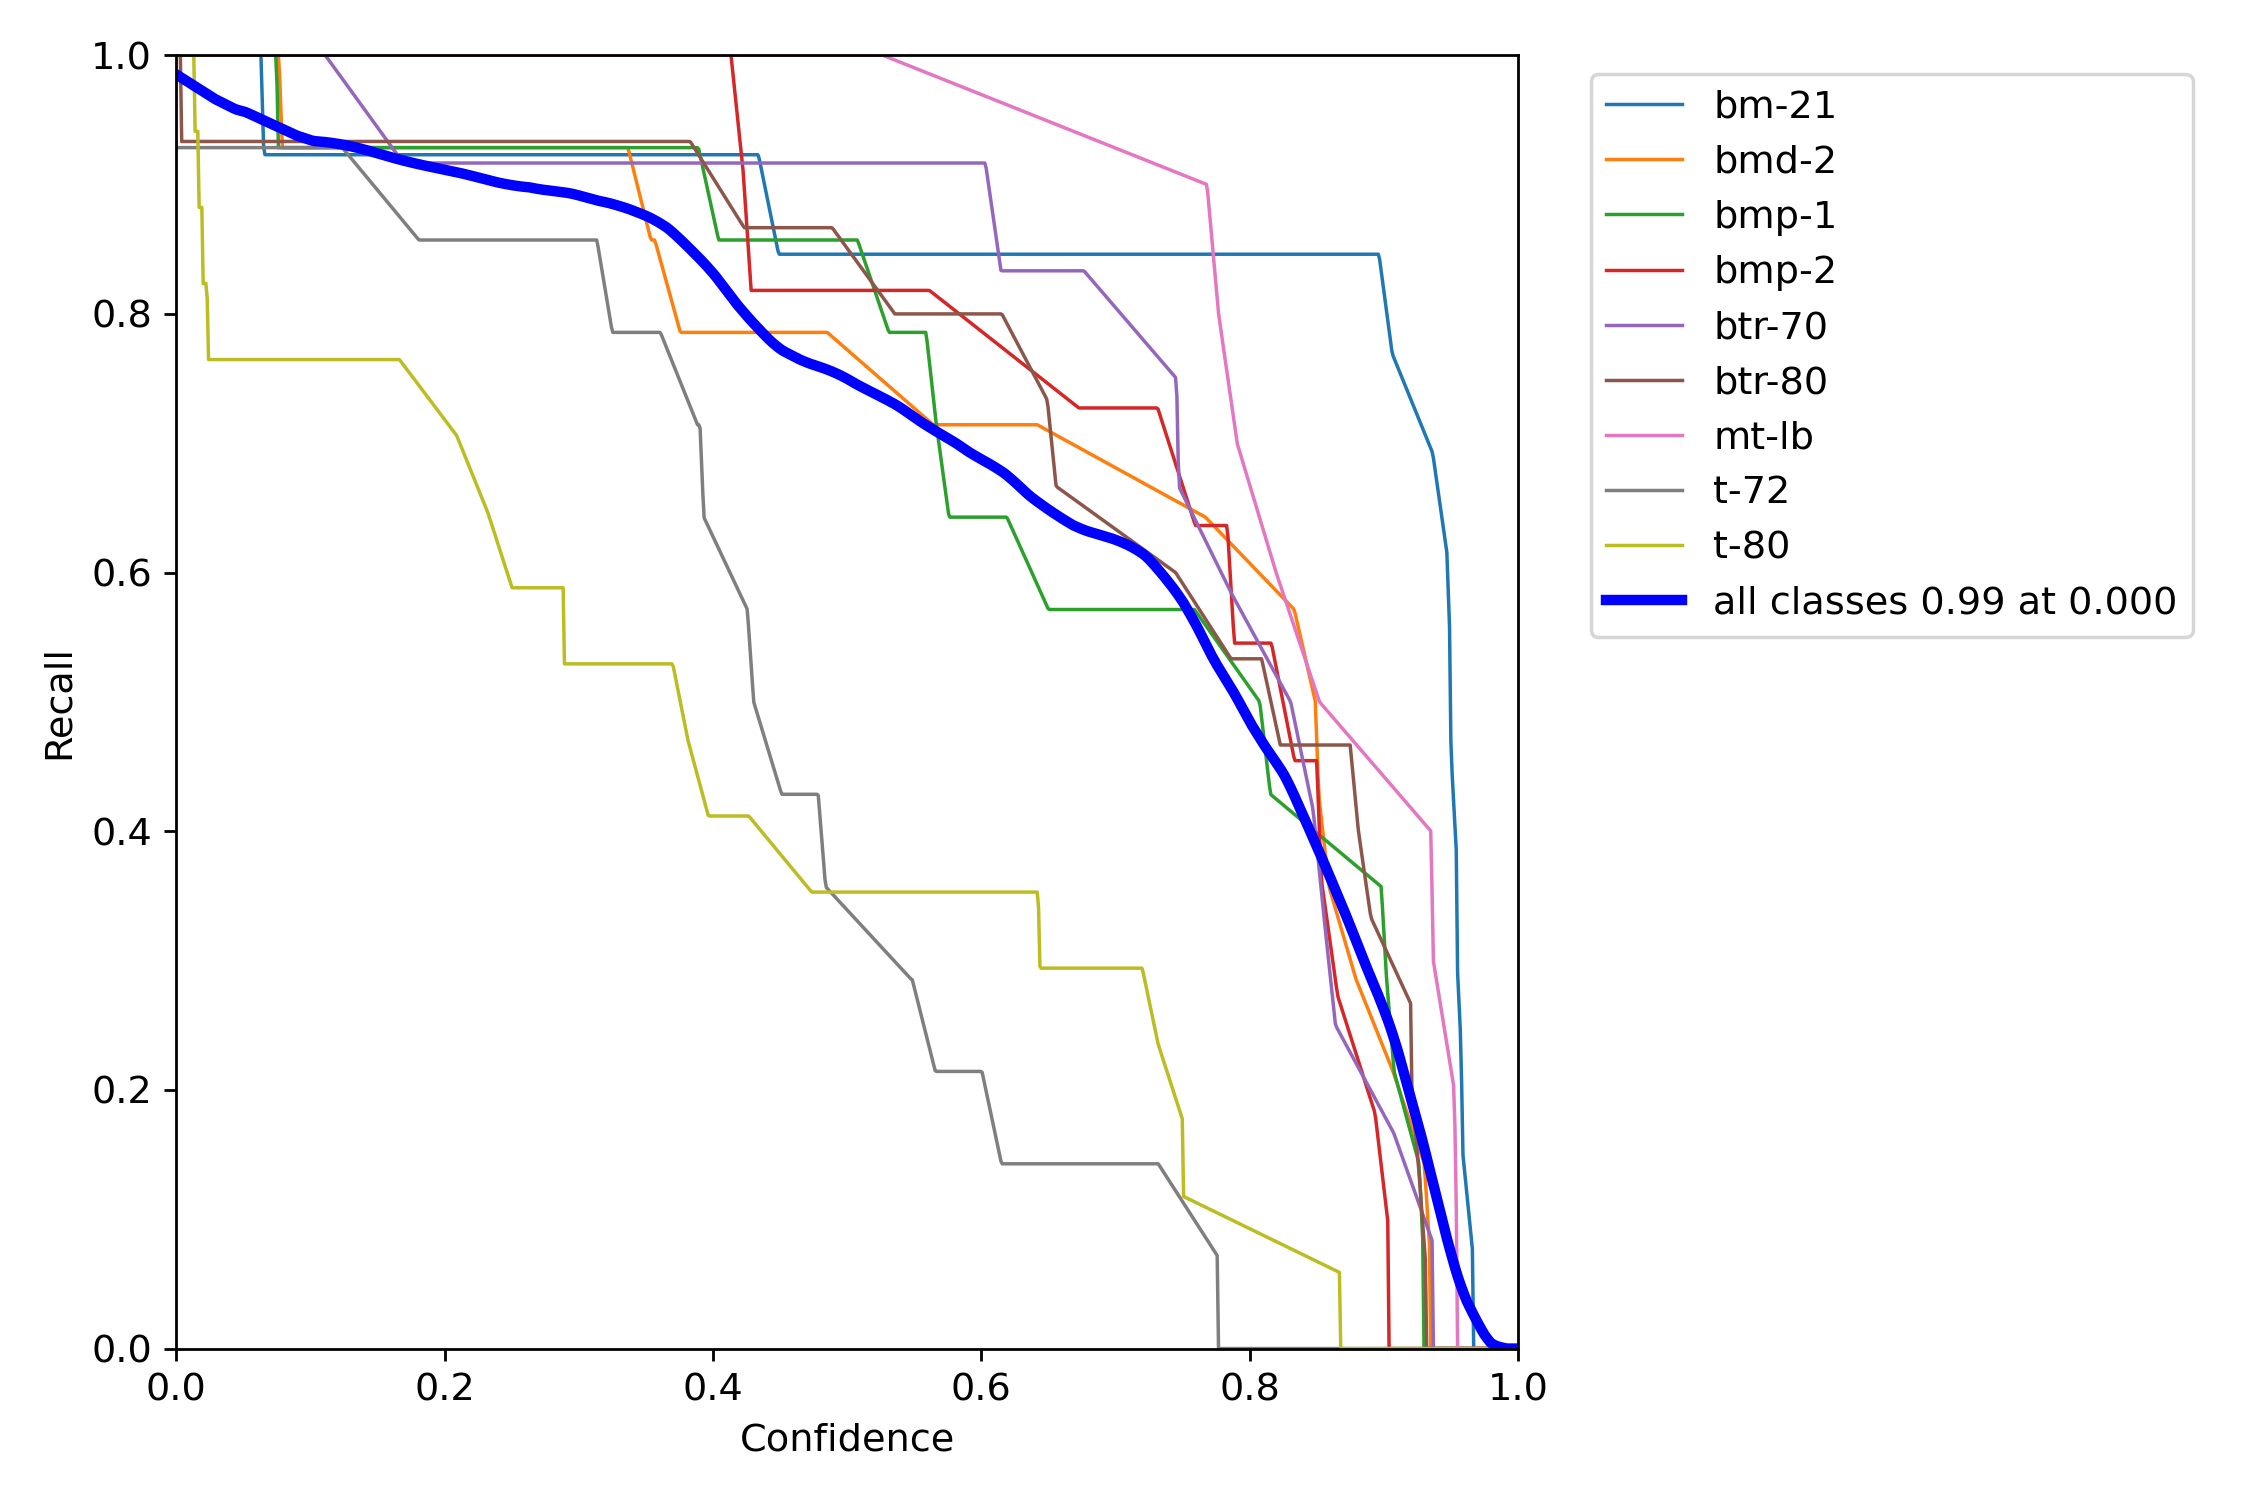 1.0
0.8
0.6
0.4
0.2
0.0
Recall
0.0 0.2 0.4 0.6 0.8 1.0
Confidence
bm-21
bmd-2
bmp-1
bmp-2
btr-70
btr-80
mt-lb
t-72
t-80
all classes 0.99 at 0.000